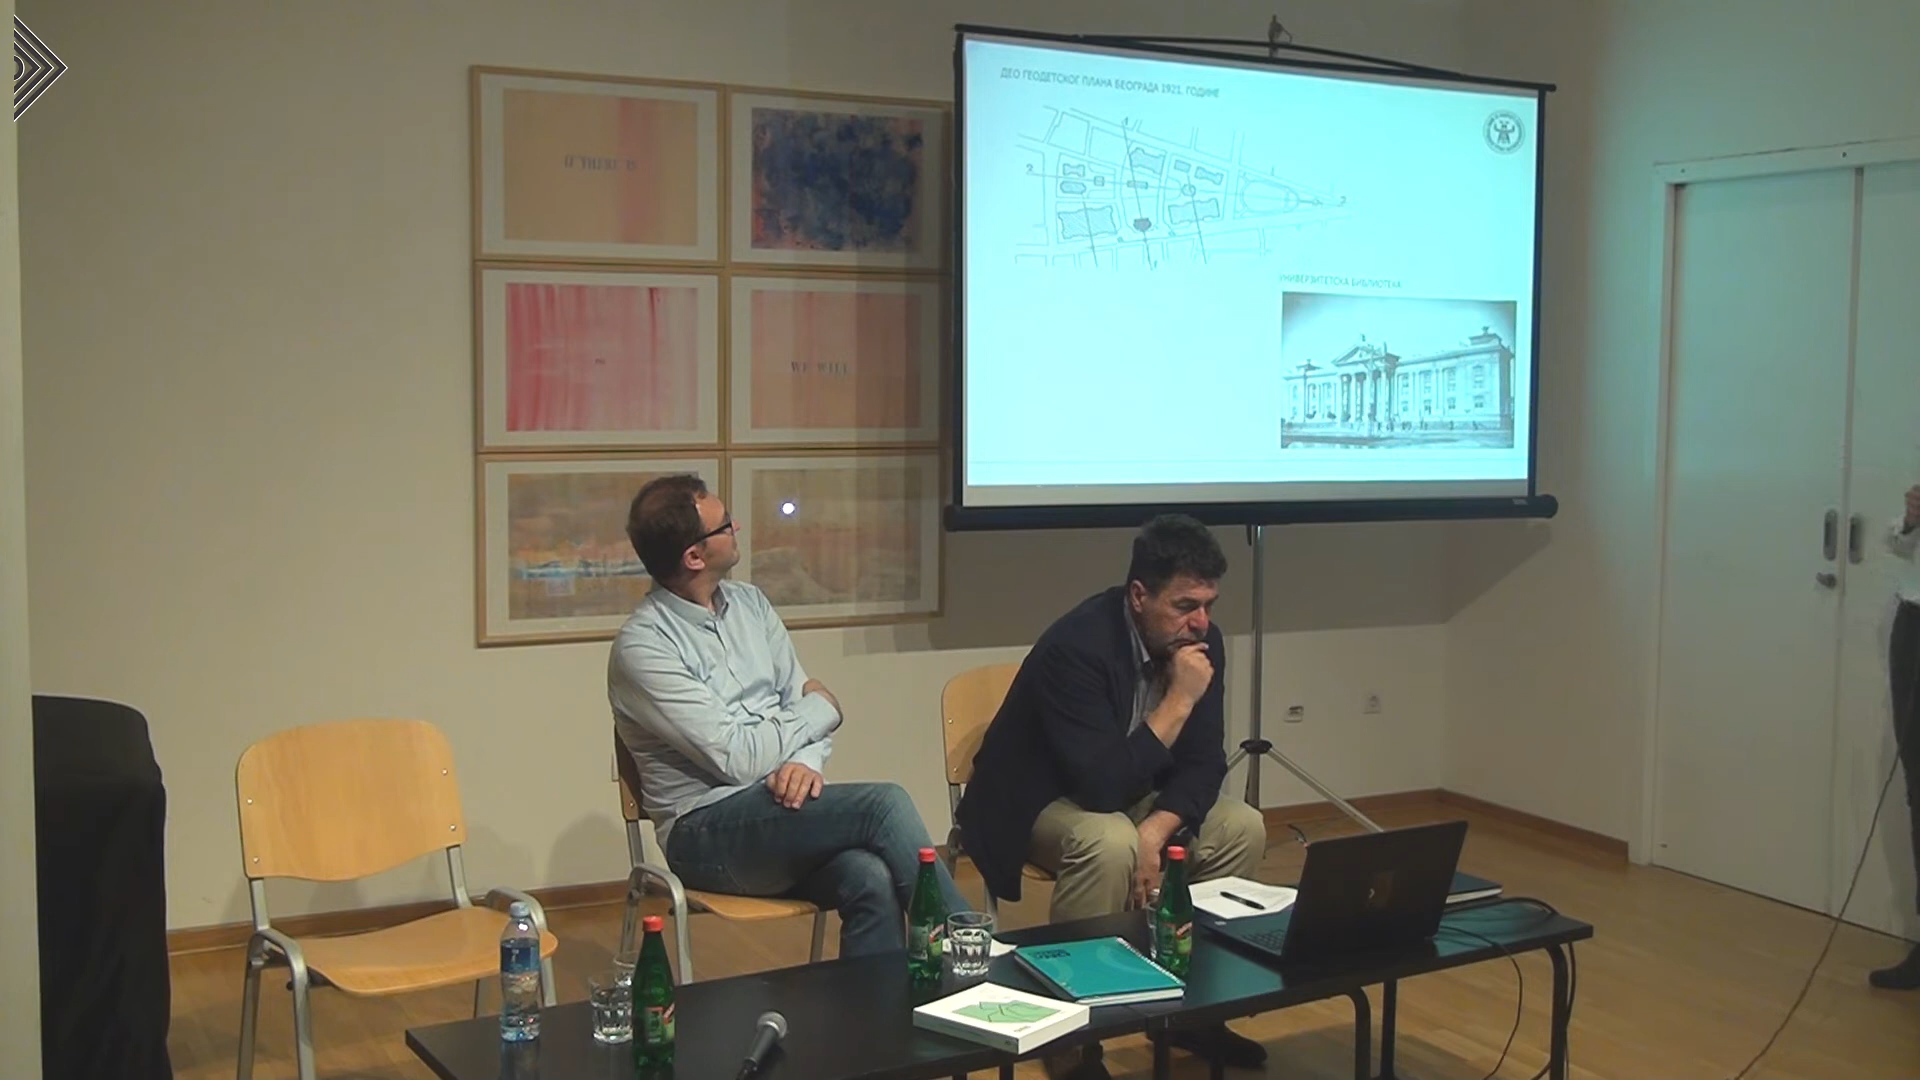 IF THERE IS
WE WILL
ДЕО ГЕОДЕТСКОГ ПЛАНА БЕОГРАДА 1921. ГОДИНЕ
УНИВЕРЗИТЕТСКА БИБЛИОТЕКА